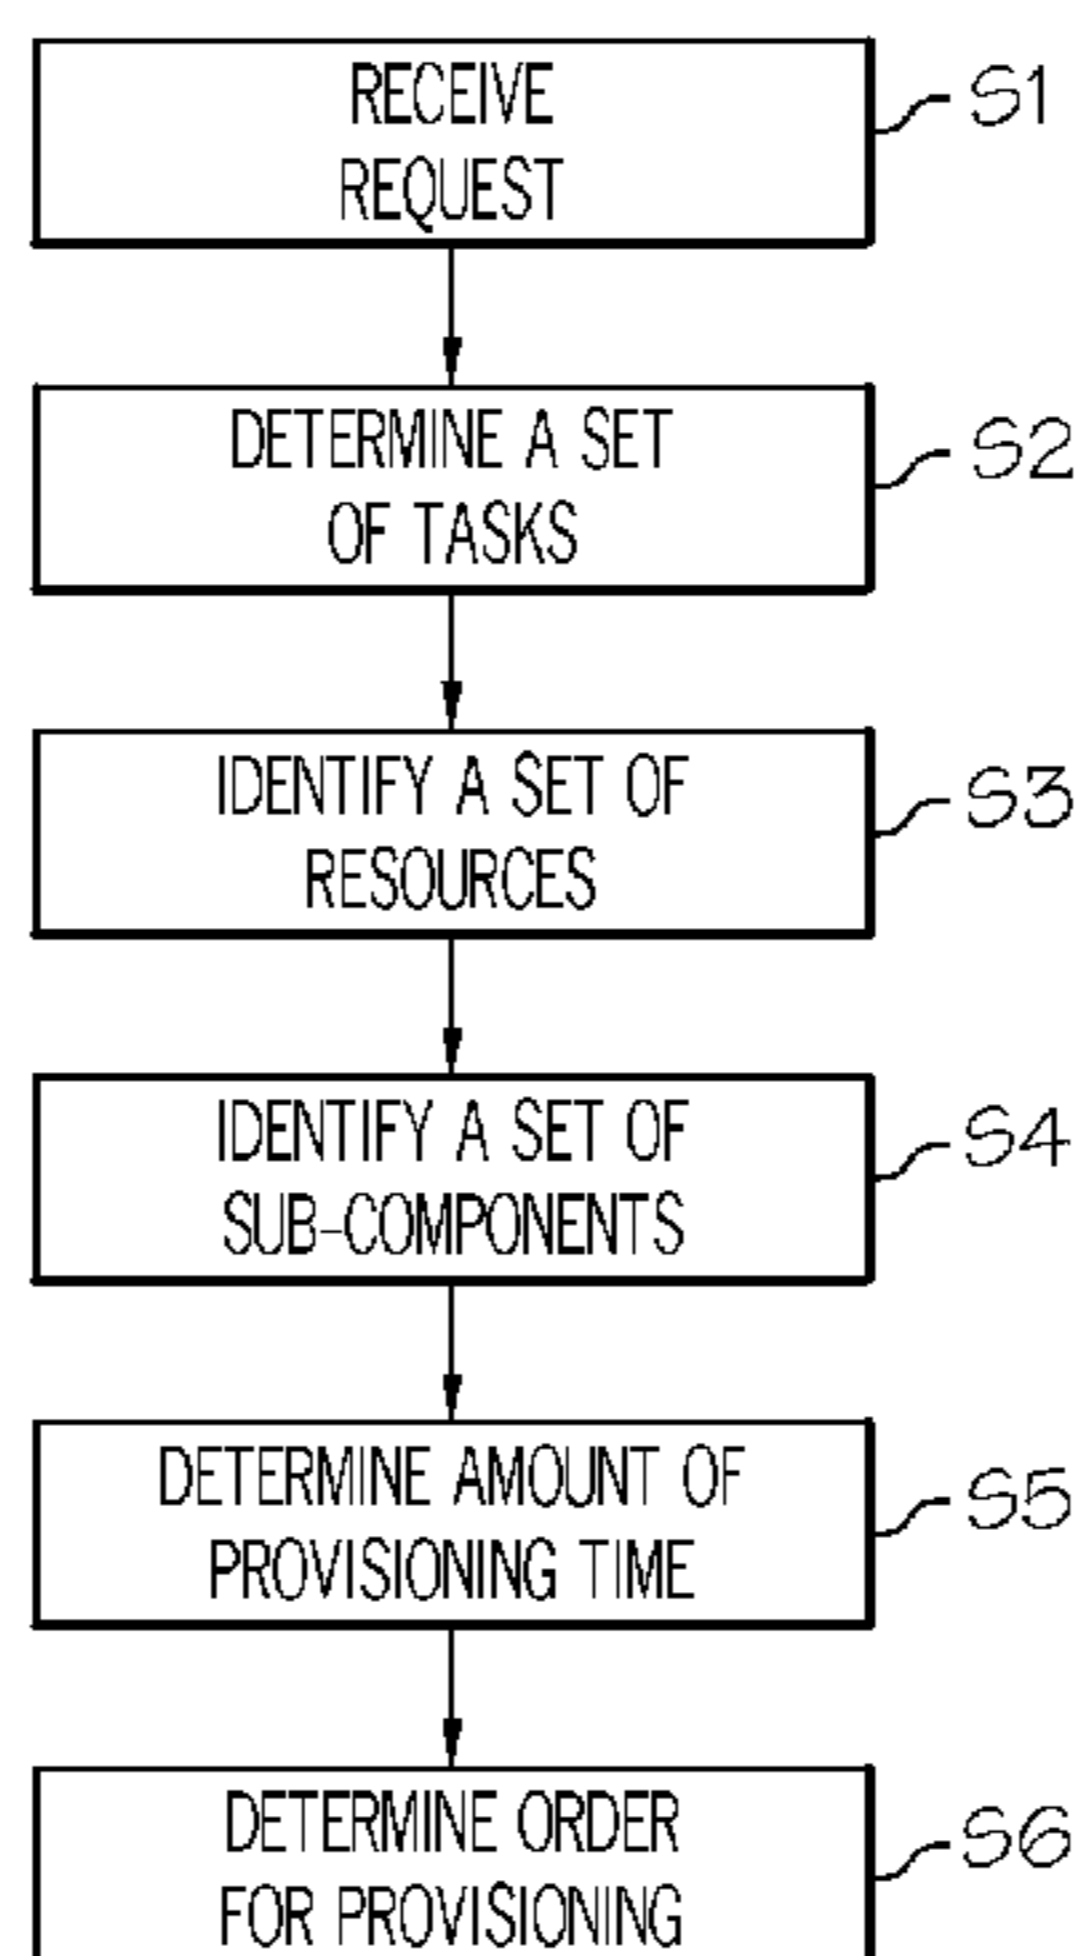 RECEIVE
REQUEST
S1
DETERMINE A SET
OF TASKS
S2
IDENTIFY A SET OF
RESOURCES
S3
IDENTIFY A SET OF
SUB-COMPONENTS
S4
DETERMINE AMOUNT OF
PROVISIONING TIME
S5
DETERMINE ORDER
FOR PROVISIONING
S6